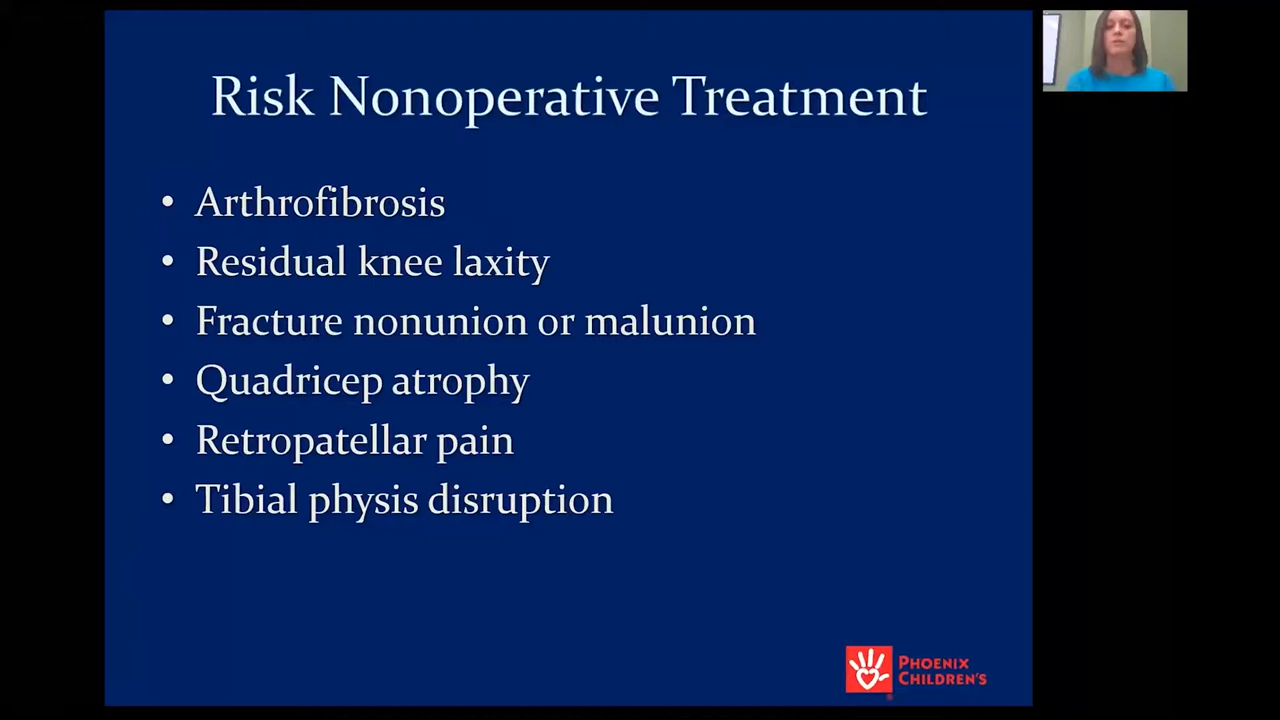 Risk Nonoperative Treatment
• Arthrofibrosis
• Residual knee laxity
• Fracture nonunion or malunion
• Quadricep atrophy
• Retropatellar pain
• Tibial physis disruption
PHOENIX
CHILDREN'S